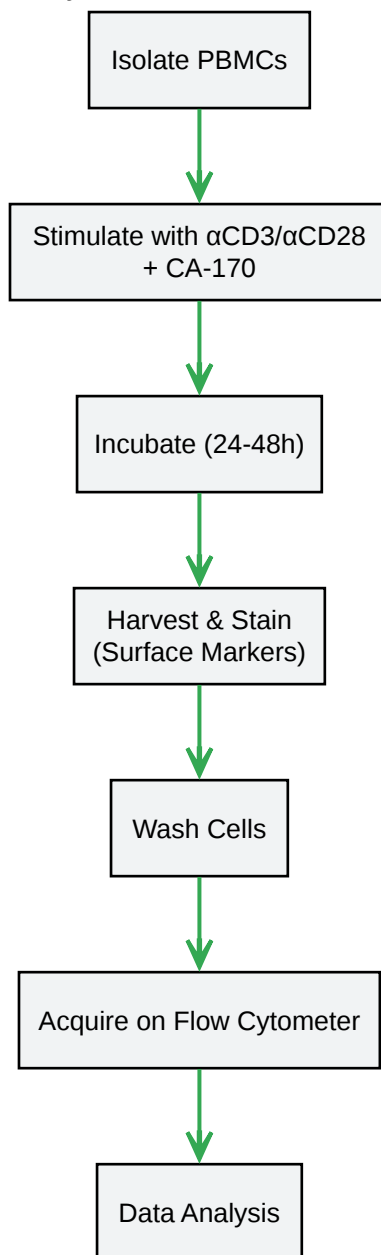 Isolate PBMCs
Stimulate with αCD3/αCD28
+ CA-170
Incubate (24-48h)
Harvest & Stain
(Surface Markers)
Wash Cells
Acquire on Flow Cytometer
Data Analysis